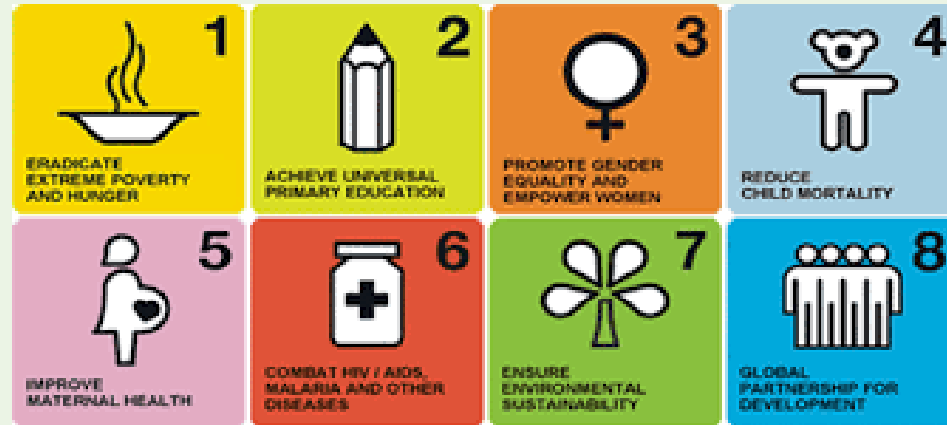 1
ERADICATE
EXTREME POVERTY
AND HUNGER
2
ACHIEVE UNIVERSAL
PRIMARY EDUCATION
3
PROMOTE GENDER
EQUALITY AND
EMPOWER WOMEN
4
REDUCE
CHILD MORTALITY
5
IMPROVE
MATERNAL HEALTH
6
COMBAT HIV / AIDS,
MALARIA AND OTHER
DISEASES
7
ENSURE
ENVIRONMENTAL
SUSTAINABILITY
8
GLOBAL
PARTNERSHIP FOR
DEVELOPMENT